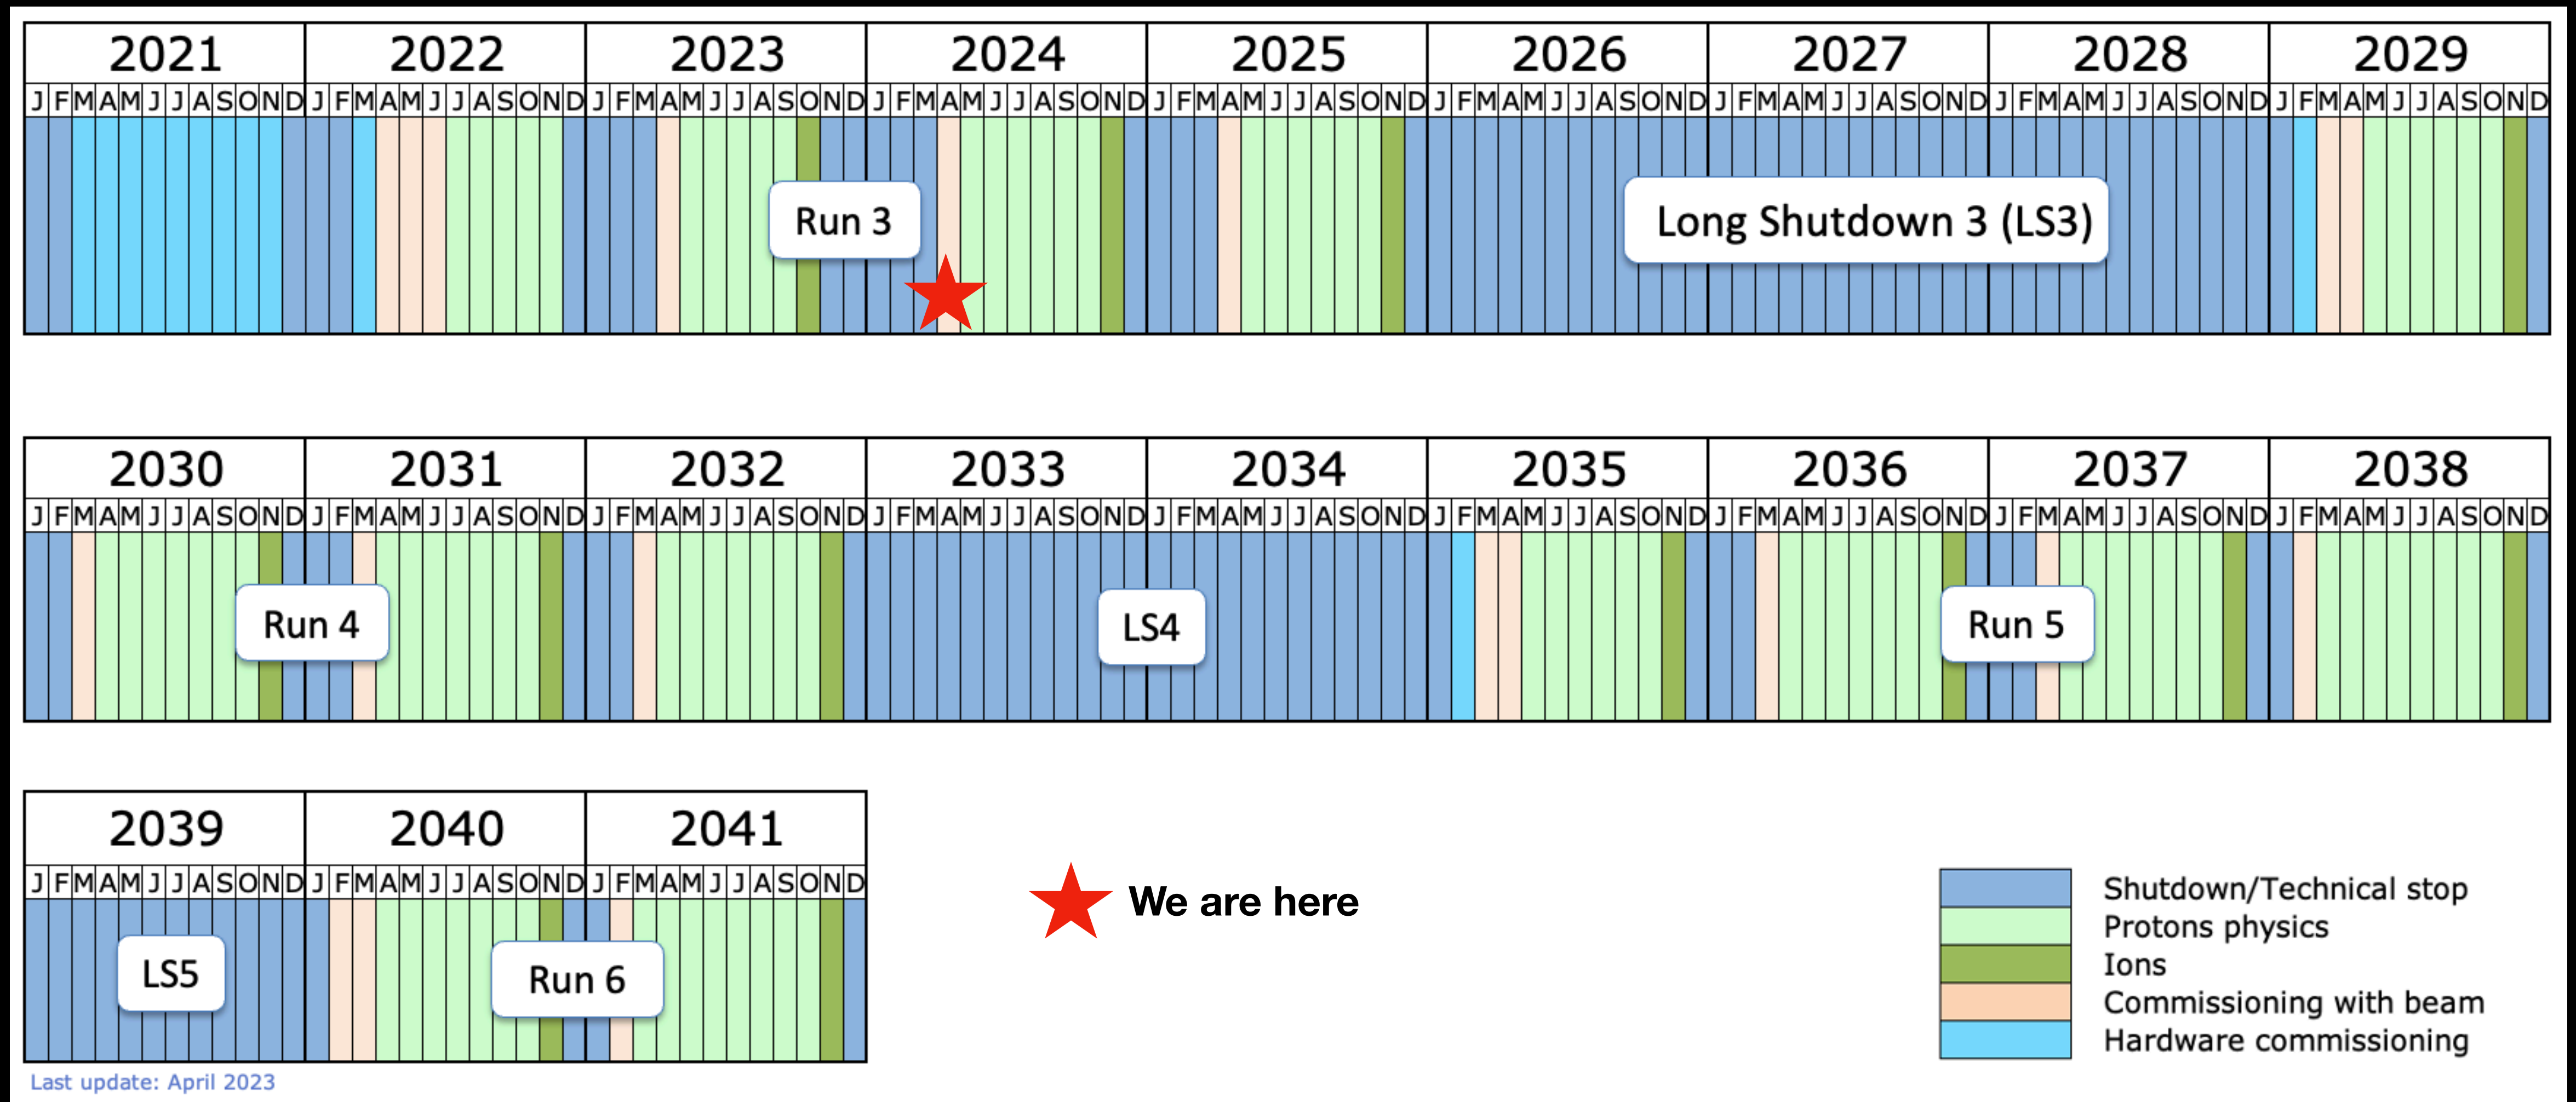 2021 2022 2023 2024 2025 2026 2027 2028 2029
J F M A M J J A S O N D J F M A M J J A S O N D J F M A M J J A S O N D J F M A M J J A S O N D J F M A M J J A S O N D J F M A M J J A S O N D J F M A M J J A S O N D J F M A M J J A S O N D J F M A M J J A S O N D
Run 3
Long Shutdown 3 (LS3)
2030 2031 2032 2033 2034 2035 2036 2037 2038
J F M A M J J A S O N D J F M A M J J A S O N D J F M A M J J A S O N D J F M A M J J A S O N D J F M A M J J A S O N D J F M A M J J A S O N D J F M A M J J A S O N D J F M A M J J A S O N D J F M A M J J A S O N D
Run 4
LS4
Run 5
2039 2040 2041
J F M A M J J A S O N D J F M A M J J A S O N D J F M A M J J A S O N D
LS5
Run 6
We are here
Shutdown/Technical stop
Protons physics
Ions
Commissioning with beam
Hardware commissioning
Last update: April 2023